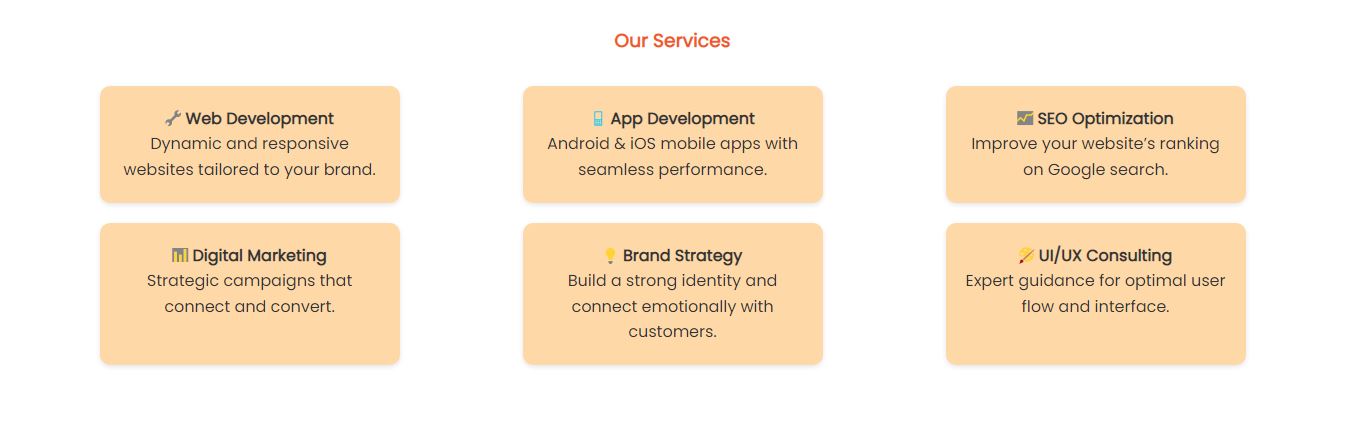 Our Services
Web Development
Dynamic and responsive
websites tailored to your brand.
App Development
Android & iOS mobile apps with
seamless performance.
SEO Optimization
Improve your website’s ranking
on Google search.
Digital Marketing
Strategic campaigns that
connect and convert.
Brand Strategy
Build a strong identity and
connect emotionally with
customers.
UI/UX Consulting
Expert guidance for optimal user
flow and interface.